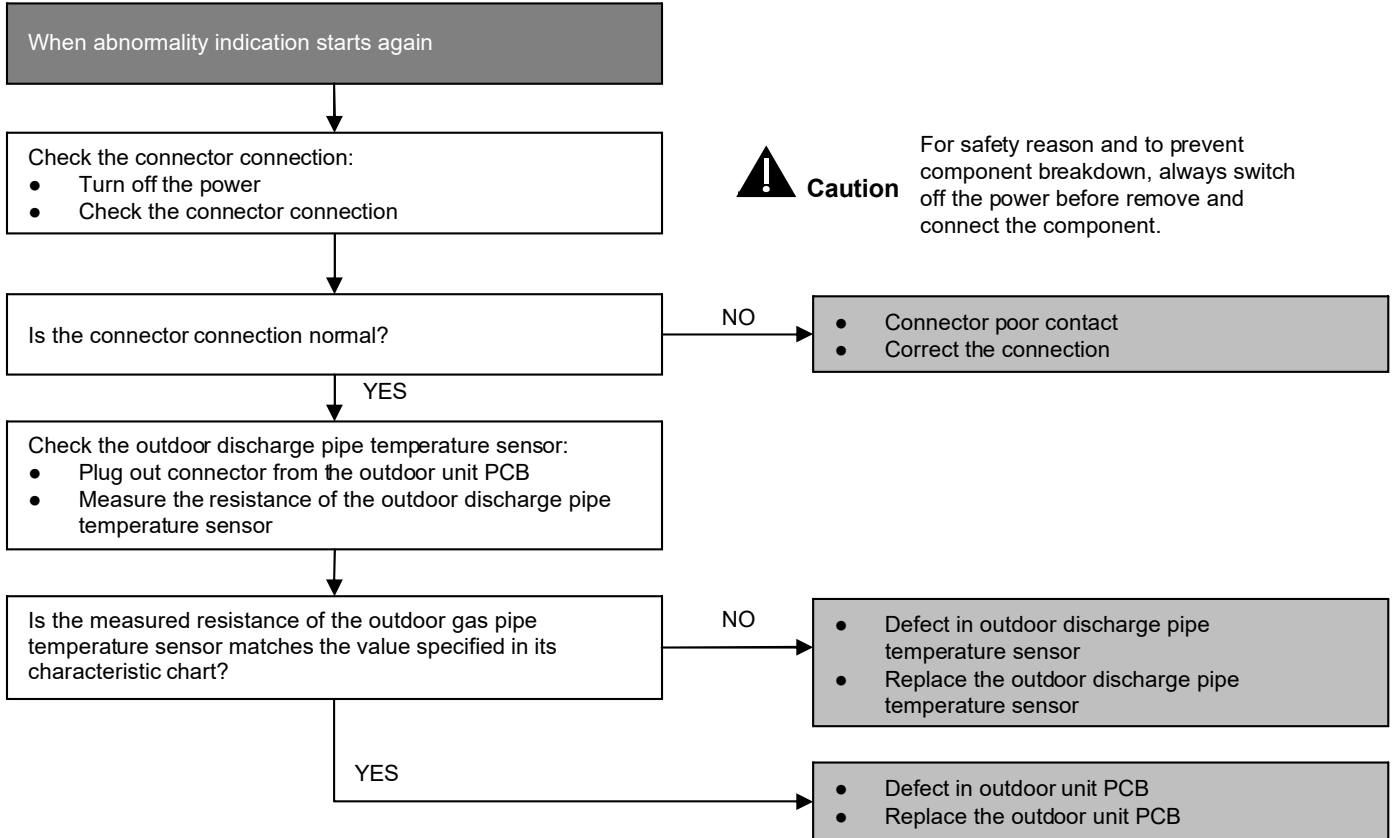 When abnormality indication starts again
Check the connector connection:
● Turn off the power
● Check the connector connection
Caution
For safety reason and to prevent
component breakdown, always switch
off the power before remove and
connect the component.
Is the connector connection normal?
NO
● Connector poor contact
● Correct the connection
YES
Check the outdoor discharge pipe temperature sensor:
● Plug out connector from the outdoor unit PCB
● Measure the resistance of the outdoor discharge pipe
temperature sensor
Is the measured resistance of the outdoor gas pipe
temperature sensor matches the value specified in its
characteristic chart?
NO
● Defect in outdoor discharge pipe
temperature sensor
● Replace the outdoor discharge pipe
temperature sensor
YES
● Defect in outdoor unit PCB
● Replace the outdoor unit PCB